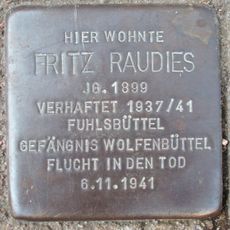 HIER WOHNTE
FRITZ RAUDIES
JG. 1899
VERHAFTET 1937/41
FUHLSBÜTTEL
GEFÄNGNIS WOLFENBÜTTEL
FLUCHT IN DEN TOD
6.11.1941